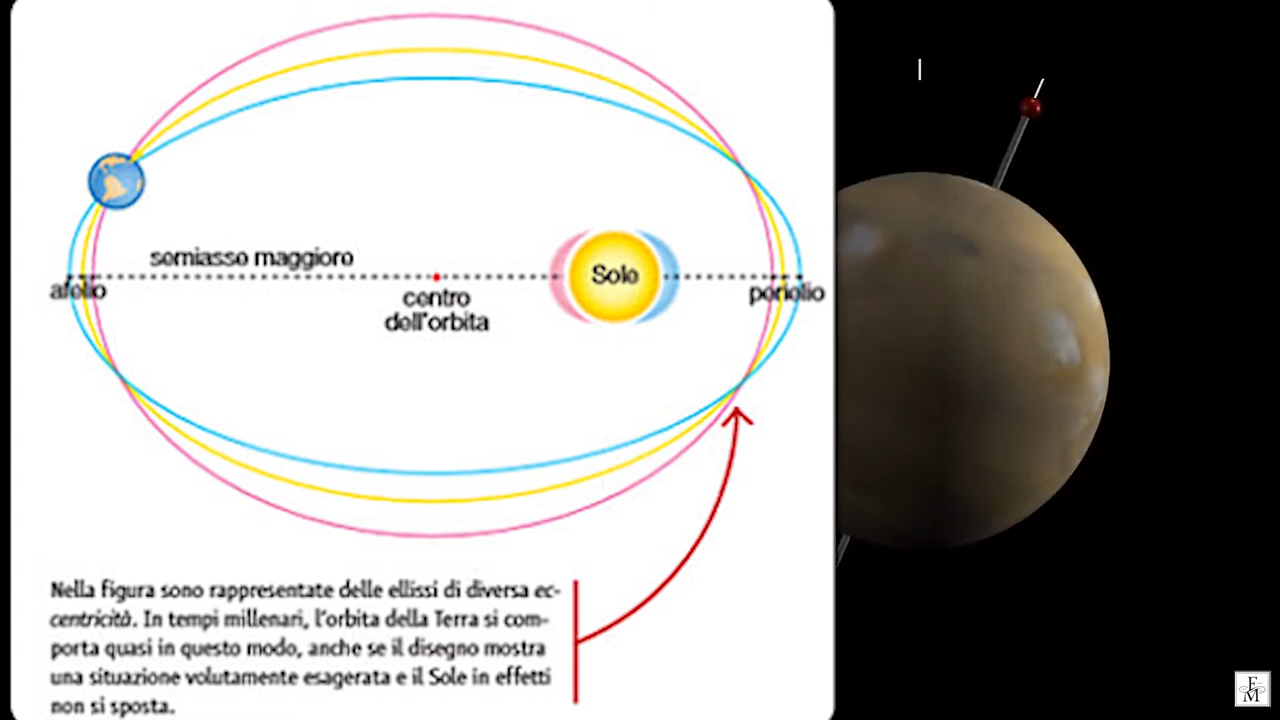 semiasse maggiore
Sole
afelio
perielio
centro
dell'orbita
Nella figura sono rappresentate delle ellissi di diversa ec-
centricità. In tempi millenari, l'orbita della Terra si com-
porta quasi in questo modo, anche se il disegno mostra
una situazione volutamente esagerata e il Sole in effetti
non si sposta.
F
M